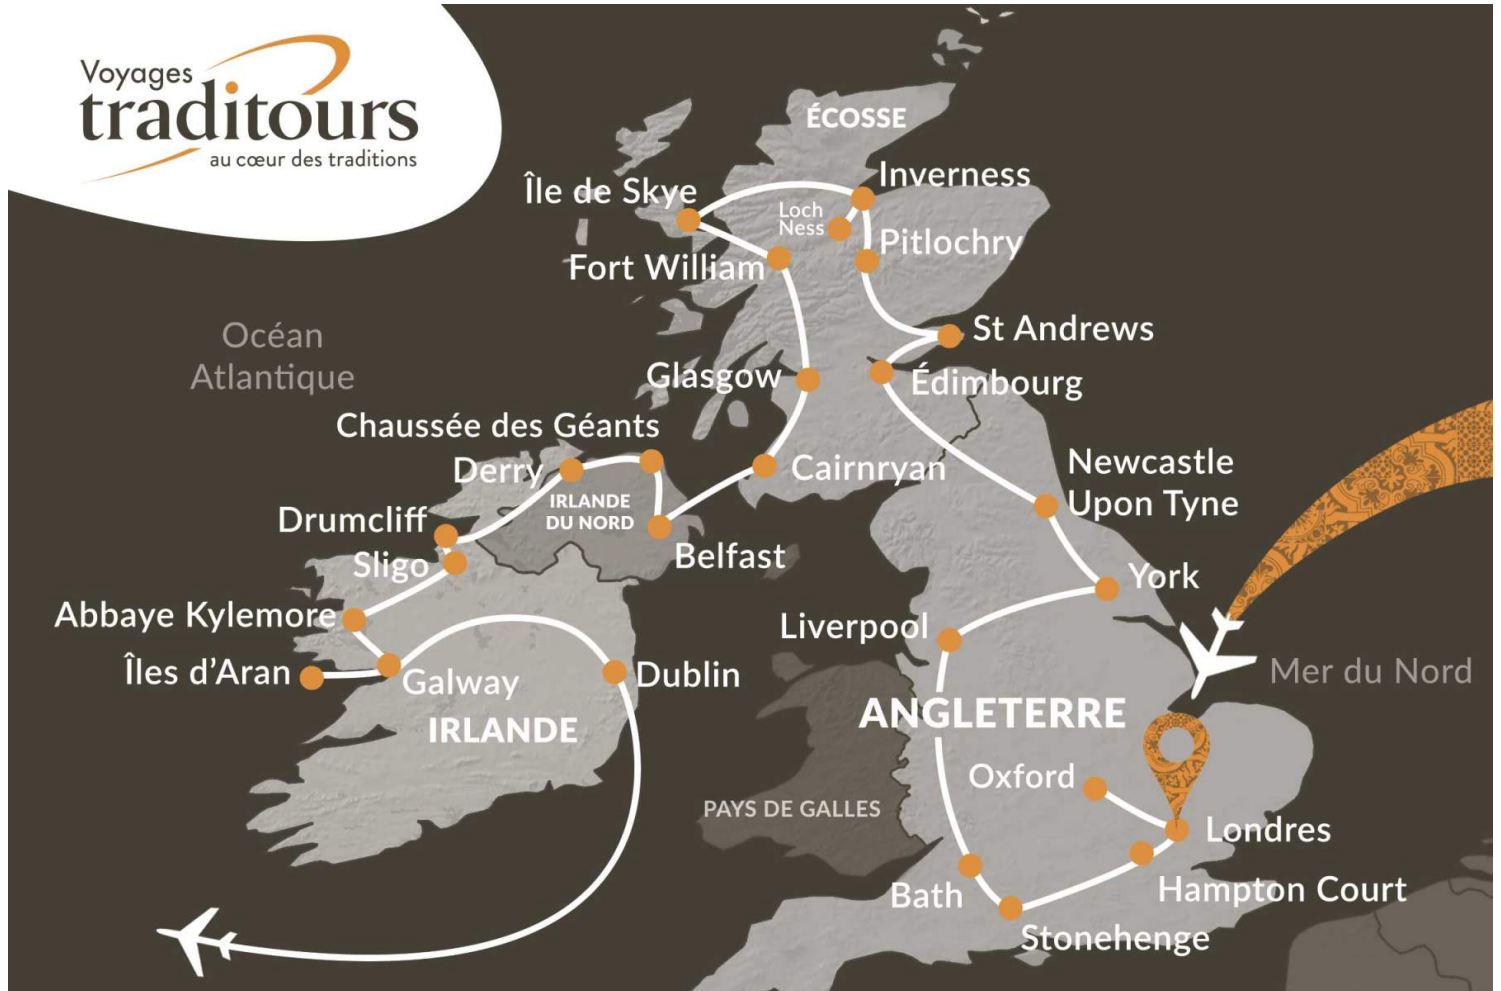 Voyages
traditours
au cœur des traditions
ÉCOSSE
Inverness
Île de Skye
Loch
Ness
Pitlochry
Fort William
Océan
Atlantique
St Andrews
Glasgow
Édimbourg
Chaussée des Géants
Derry
Cairnryan
Newcastle
Upon Tyne
IRLANDE
DU NORD
Drumcliff
Belfast
Sligo
York
Abbaye Kylemore
Liverpool
Îles d'Aran
Galway
Dublin
Mer du Nord
IRLANDE
ANGLETERRE
Oxford
PAYS DE GALLES
Londres
Bath
Hampton Court
Stonehenge